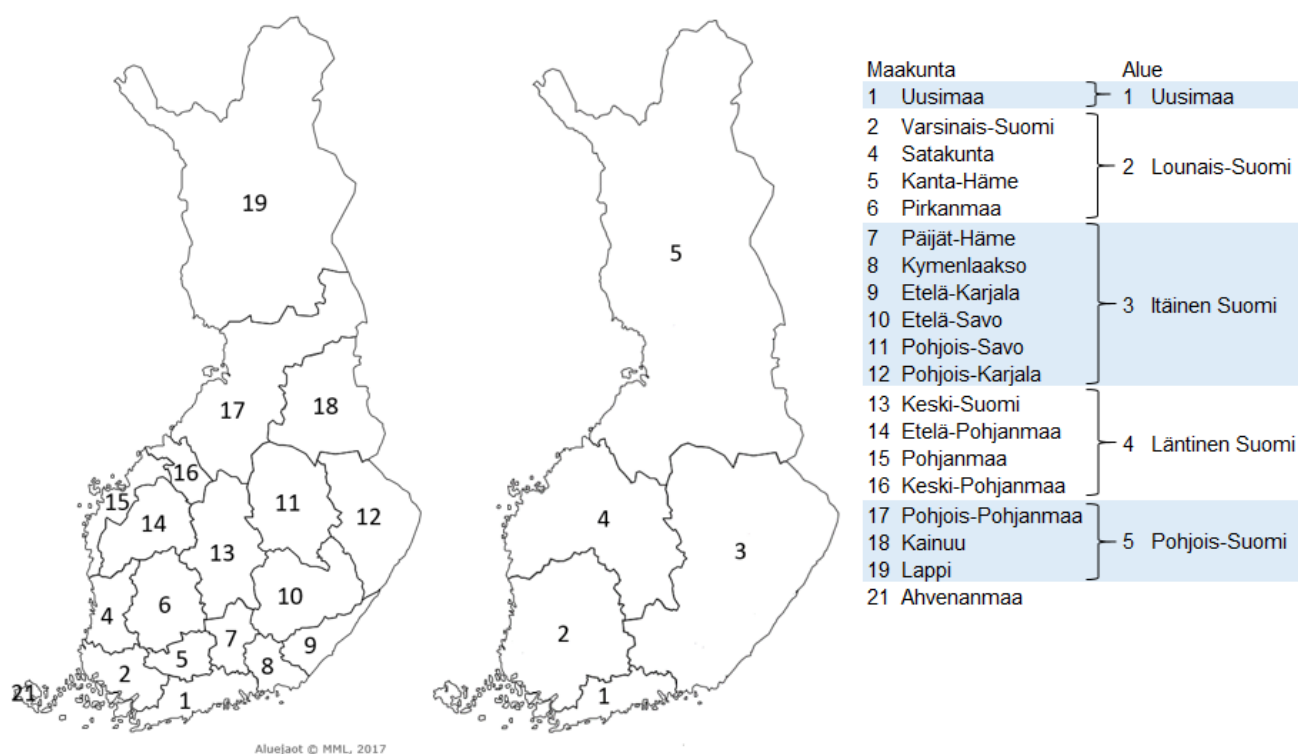 19
17
18
16
15
14
11
12
13
10
4
6
9
7
5
8
2
21
1
Aluejaot © MML, 2017
5
4
3
2
1
Maakunta Alue
1 Uusimaa 1 Uusimaa
2 Varsinais-Suomi
4 Satakunta
2 Lounais-Suomi
5 Kanta-Häme
6 Pirkanmaa
7 Päijät-Häme
8 Kymenlaakso
9 Etelä-Karjala
3 Itäinen Suomi
10 Etelä-Savo
11 Pohjois-Savo
12 Pohjois-Karjala
13 Keski-Suomi
14 Etelä-Pohjanmaa
4 Läntinen Suomi
15 Pohjanmaa
16 Keski-Pohjanmaa
17 Pohjois-Pohjanmaa
18 Kainuu 5 Pohjois-Suomi
19 Lappi
21 Ahvenanmaa